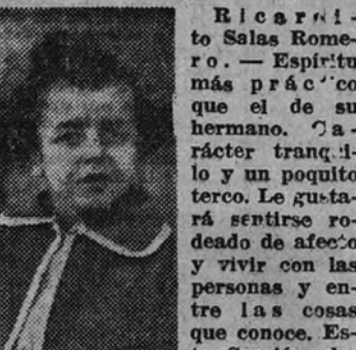 Ricardi-
to Salas Rome-
ro. — Espíritu
más práctico
que el de su
hermano. Ca-
rácter tranqui-
lo y un poquito
terco. Le gusta-
rá sentirse ro-
deado de afecto
y vivir con las
personas y en-
tre las cosas
que conoce. Es-